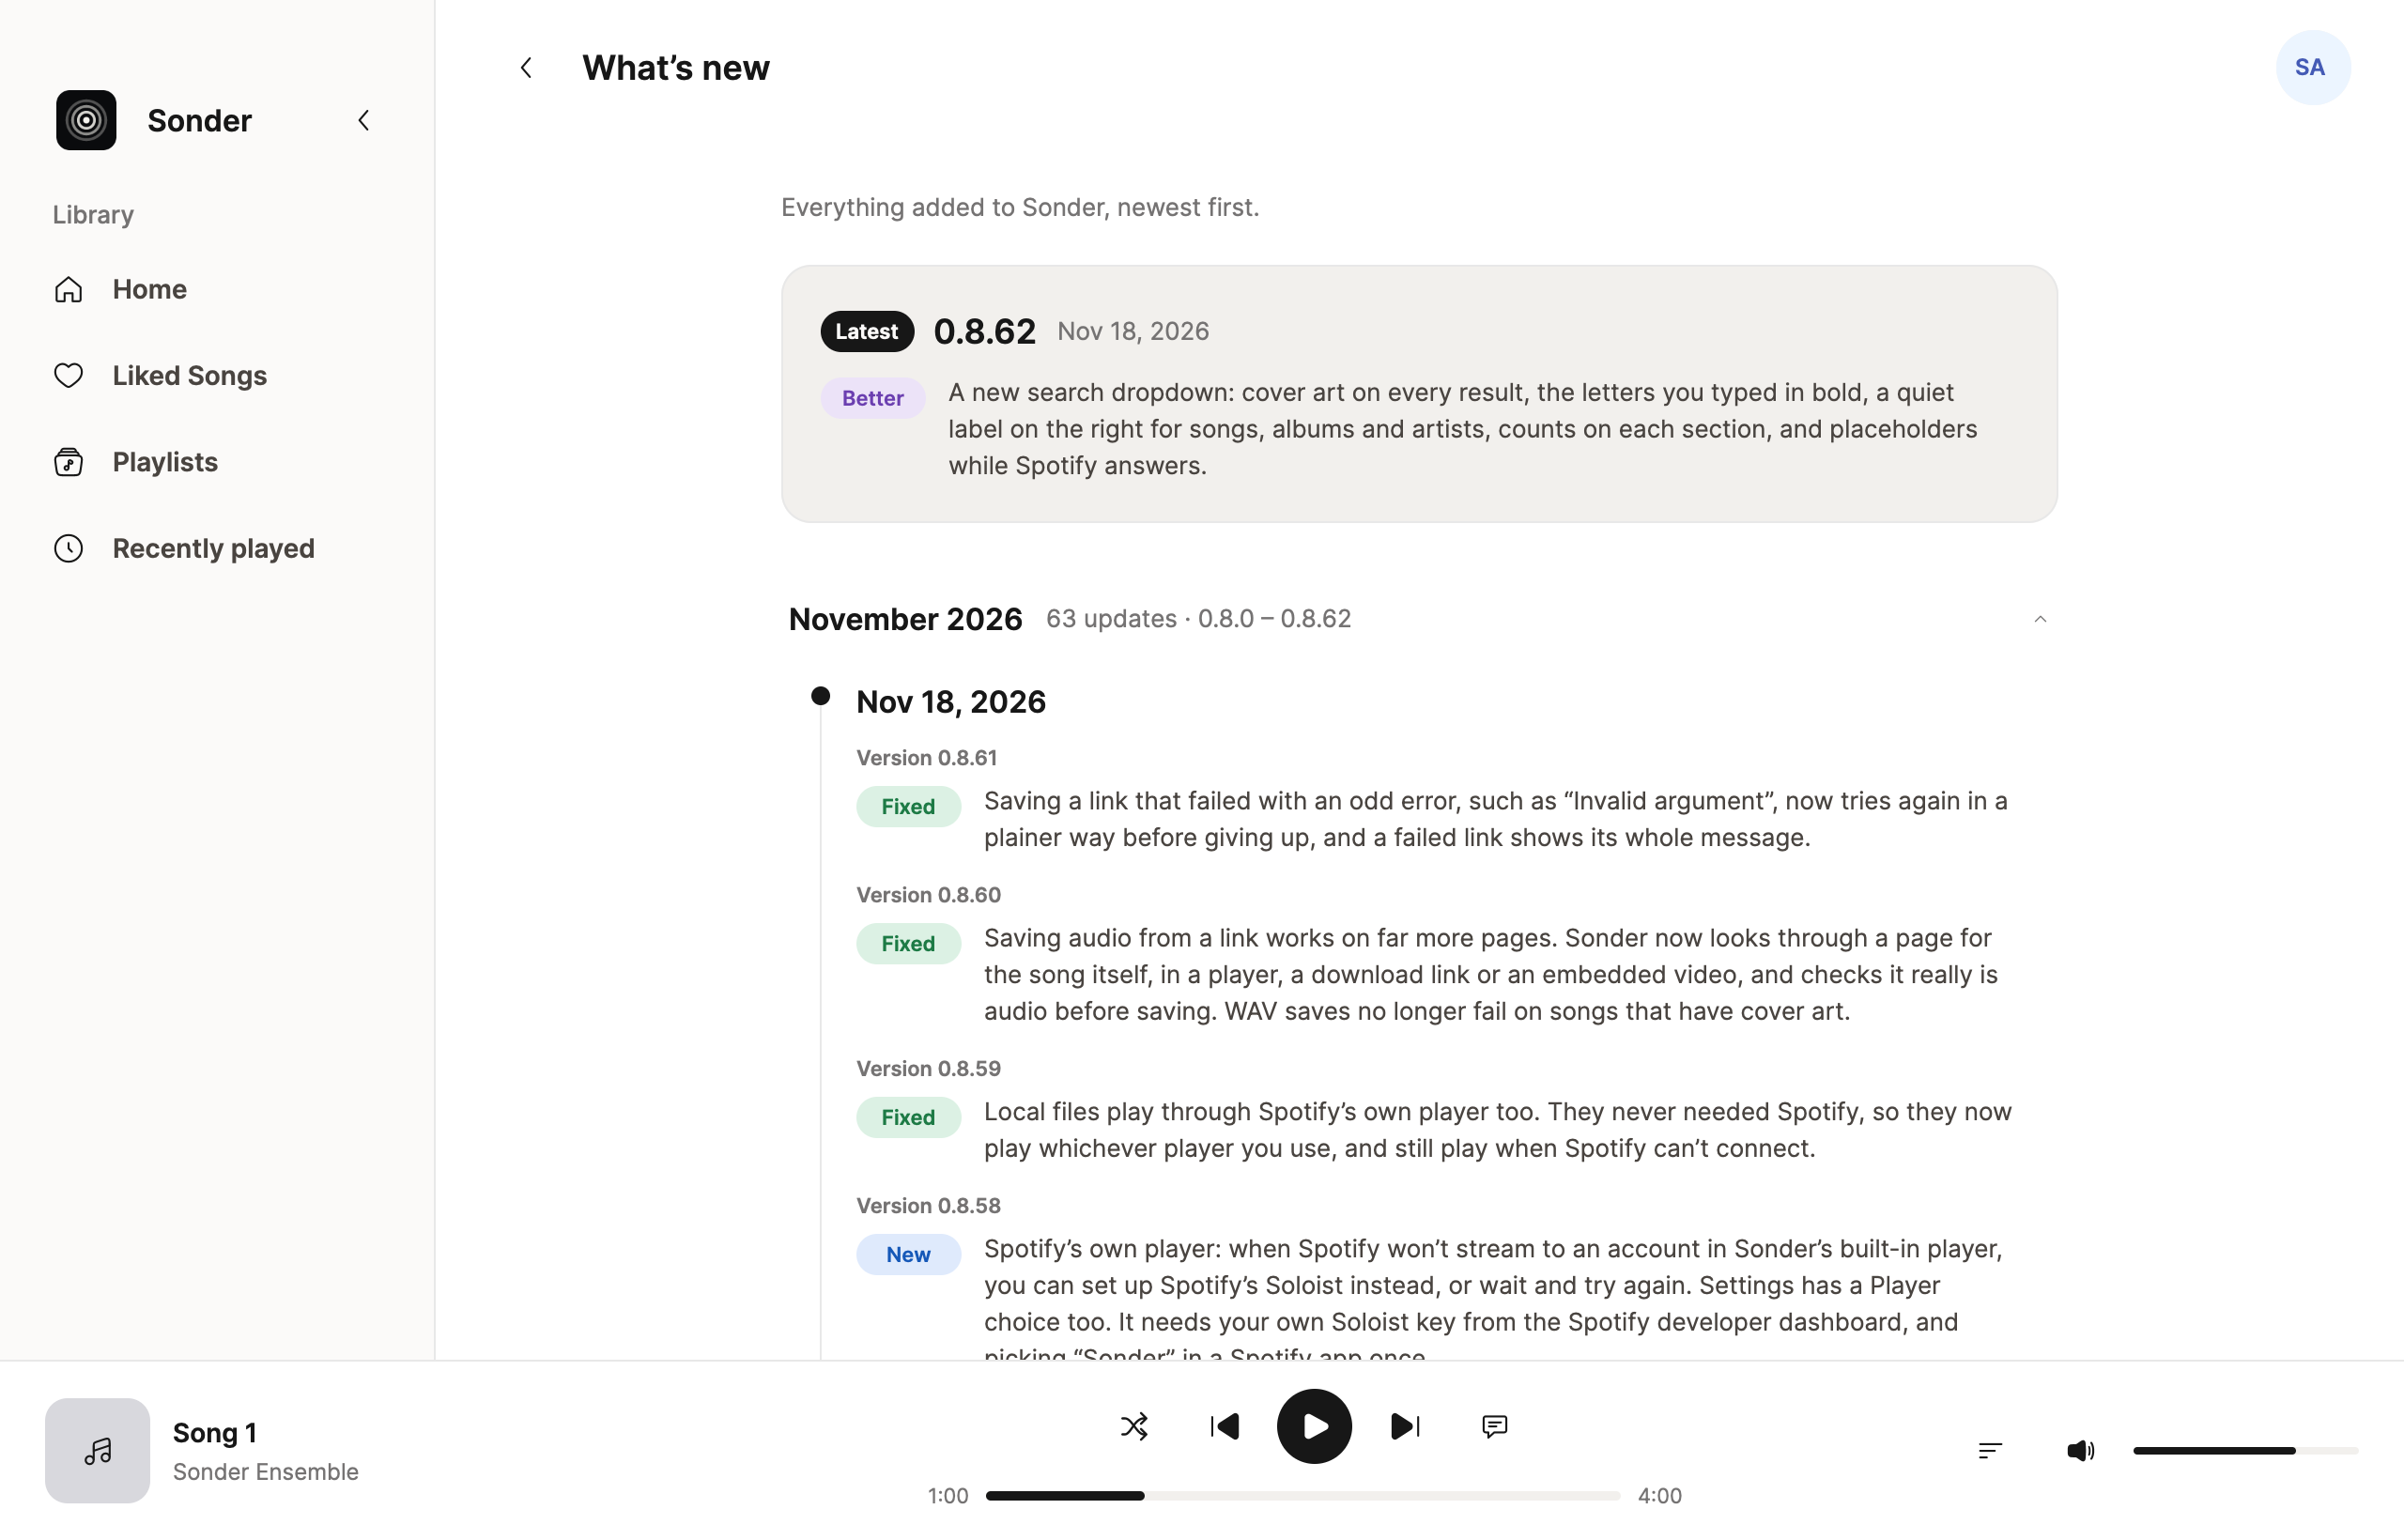 Sonder
Library
Home
Liked Songs
Playlists
Recently played
What’s new
SA
Everything added to Sonder, newest first.
Latest 0.8.62 Nov 18, 2026
Better
A new search dropdown: cover art on every result, the letters you typed in bold, a quiet
label on the right for songs, albums and artists, counts on each section, and placeholders
while Spotify answers.
November 2026 63 updates · 0.8.0 – 0.8.62
Nov 18, 2026
Version 0.8.61
Fixed
Saving a link that failed with an odd error, such as “Invalid argument”, now tries again in a
plainer way before giving up, and a failed link shows its whole message.
Version 0.8.60
Fixed
Saving audio from a link works on far more pages. Sonder now looks through a page for
the song itself, in a player, a download link or an embedded video, and checks it really is
audio before saving. WAV saves no longer fail on songs that have cover art.
Version 0.8.59
Fixed
Local files play through Spotify’s own player too. They never needed Spotify, so they now
play whichever player you use, and still play when Spotify can’t connect.
Version 0.8.58
New
Spotify’s own player: when Spotify won’t stream to an account in Sonder’s built-in player,
you can set up Spotify’s Soloist instead, or wait and try again. Settings has a Player
choice too. It needs your own Soloist key from the Spotify developer dashboard, and
picking “Sonder” in a Spotify app once
Song 1
Sonder Ensemble
1:00
4:00